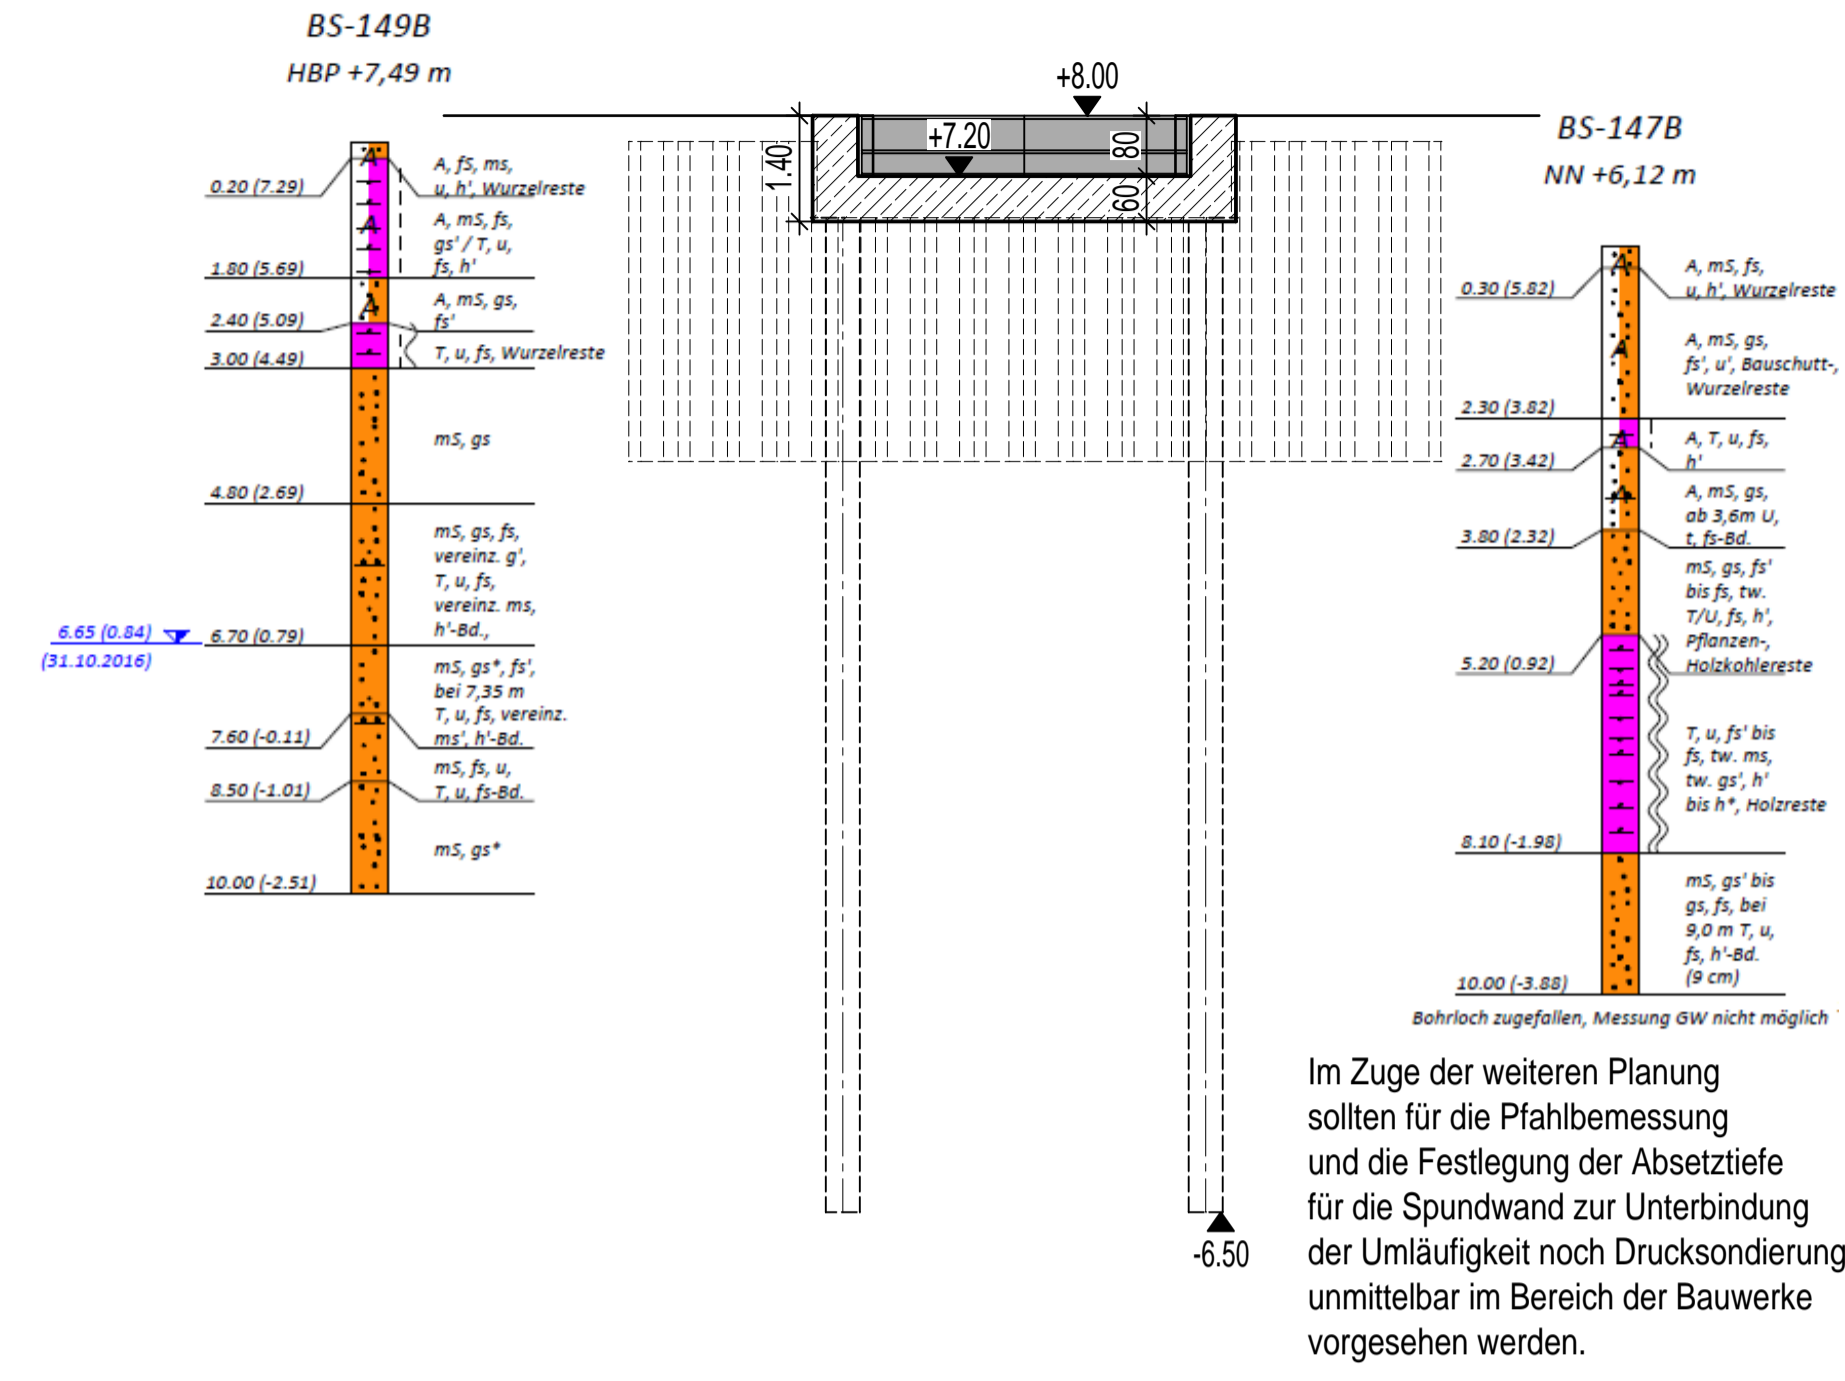 BS-149B
HBP +7,49 m
0.20 (7.29)
1.80 (5.69)
2.40 (5.09)
3.00 (4.49)
4.80 (2.69)
6.70 (0.79)
7.60 (-0.11)
8.50 (-1.01)
10.00 (-2.51)
6.65 (0.84)
(31.10.2016)
A
A
A
A, fS, ms,
u, h', Wurzelreste
A, mS, fs,
gs' / T, u,
fs, h'
A, mS, gs,
fs'
T, u, fs, Wurzelreste
mS, gs
mS, gs, fs,
vereinz. g',
T, u, fs,
vereinz. ms,
h'-Bd.,
mS, gs*, fs',
bei 7,35 m
T, u, fs, vereinz.
ms', h'-Bd.
mS, fs, u,
T, u, fs-Bd.
mS, gs*
+8.00
+7.20
1.40
80
60
-6.50
BS-147B
NN +6,12 m
0.30 (5.82)
2.30 (3.82)
2.70 (3.42)
3.80 (2.32)
5.20 (0.92)
8.10 (-1.98)
10.00 (-3.88)
A
A
A
A
A, mS, fs,
u, h', Wurzelreste
A, mS, gs,
fs', u', Bauschutt-,
Wurzelreste
A, T, u, fs,
h'
A, mS, gs,
ab 3,6m U,
t, fs-Bd.
mS, gs, fs'
bis fs, tw.
T/U, fs, h',
Pflanzen-,
Holzkohlereste
T, u, fs' bis
fs, tw. ms,
tw. gs', h'
bis h*, Holzreste
mS, gs' bis
gs, fs, bei
9,0 m T, u,
fs, h'-Bd.
(9 cm)
Bohrloch zugefallen, Messung GW nicht möglich
Im Zuge der weiteren Planung
sollten für die Pfahlbemessung
und die Festlegung der Absetztiefe
für die Spundwand zur Unterbindung
der Umläufigkeit noch Drucksondierung
unmittelbar im Bereich der Bauwerke
vorgesehen werden.